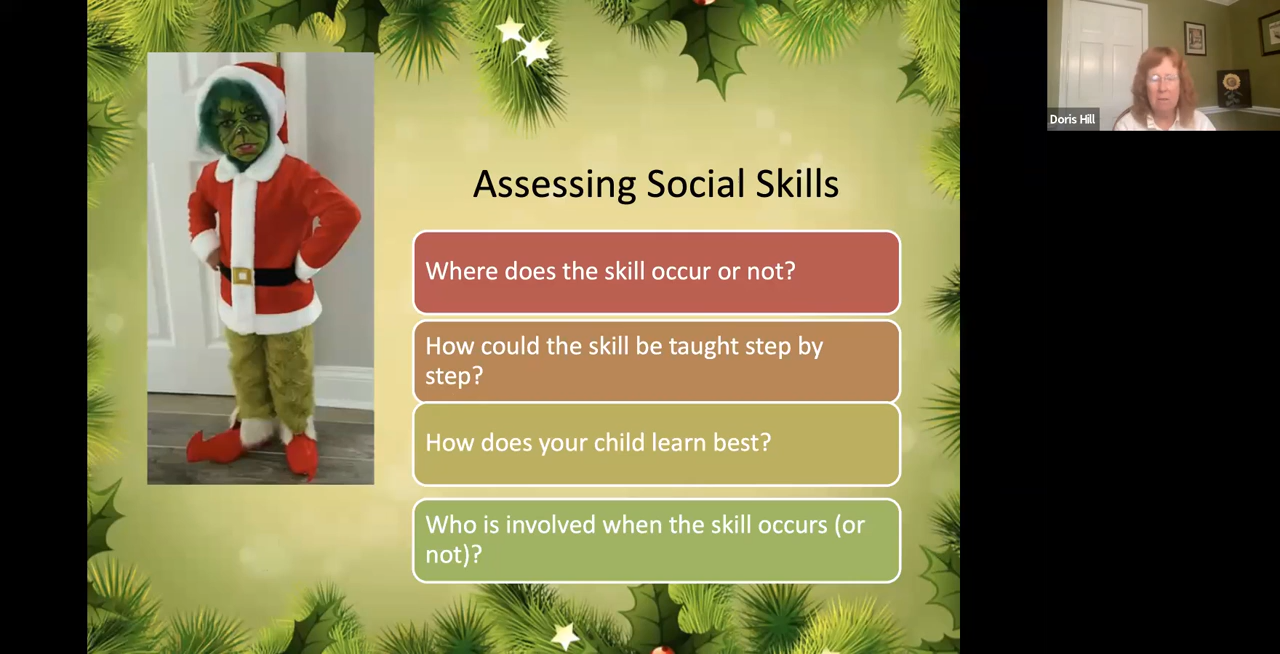 Assessing Social Skills
Where does the skill occur or not?
How could the skill be taught step by
step?
How does your child learn best?
Who is involved when the skill occurs (or
not)?
Doris Hill